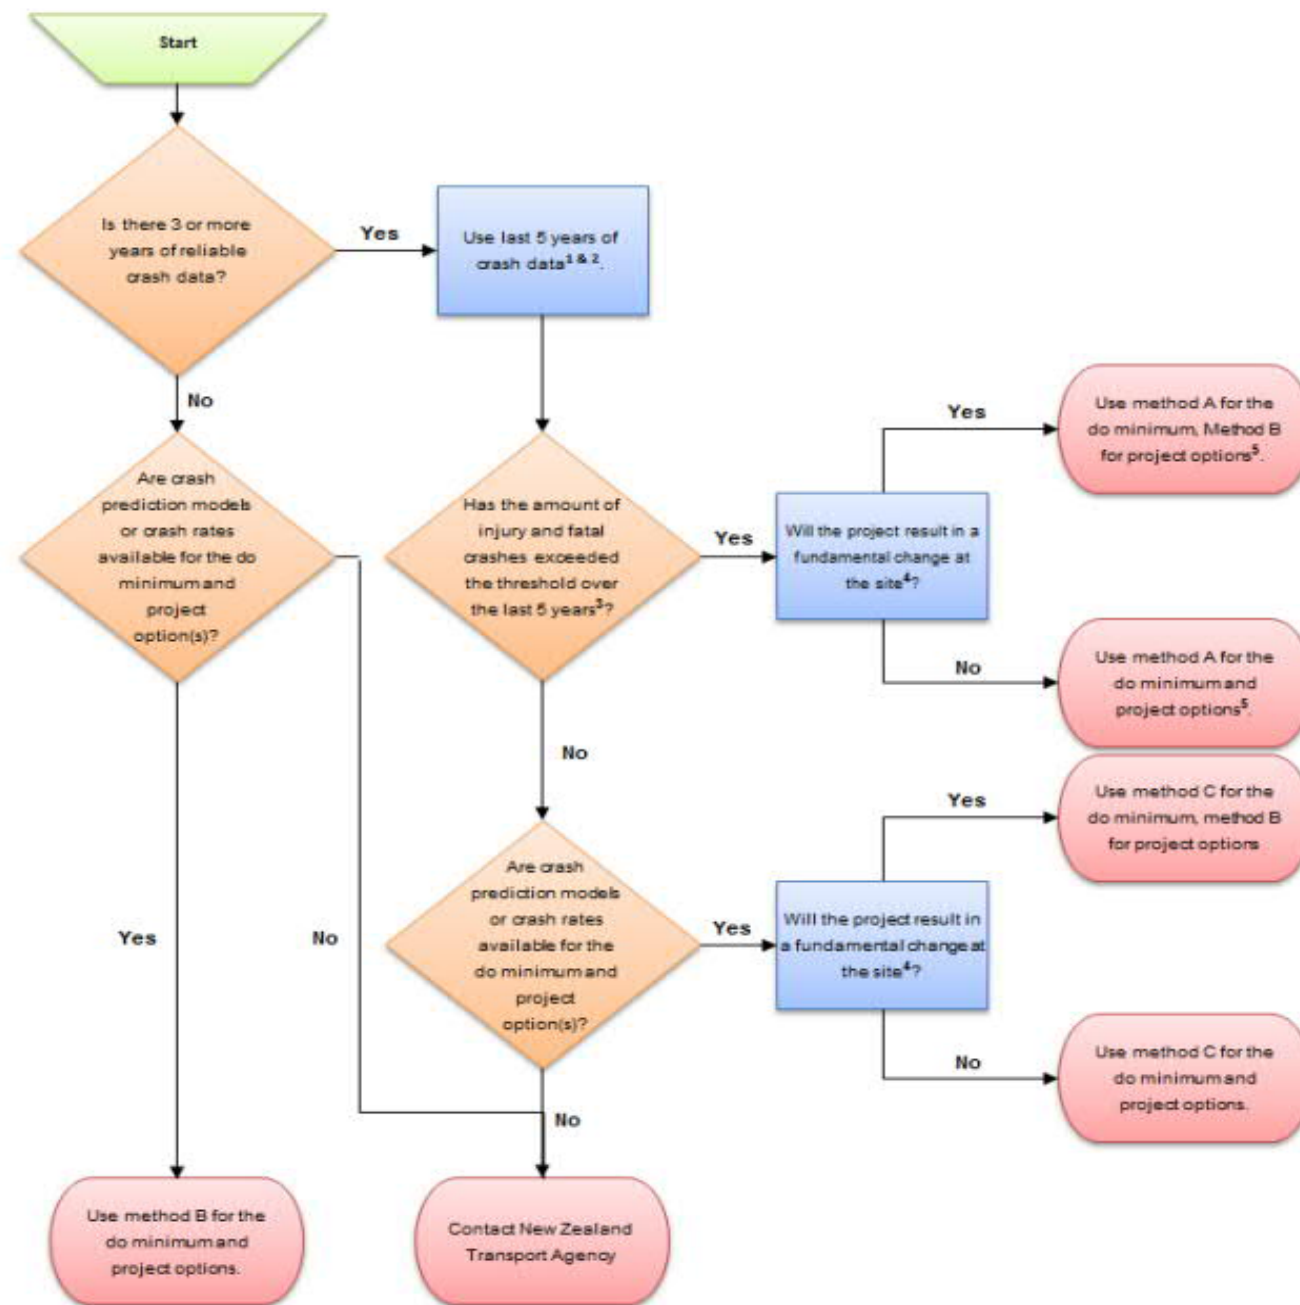 Start
Is there 3 or more
years of reliable
crash data?
Yes
Use last 5 years of
crash data1 & 2.
No
Are crash
prediction models
or crash rates
available for the do
minimum and
project
option(s)?
Has the amount of
injury and fatal
crashes exceeded
the threshold over
the last 5 years3?
Yes
Will the project result in a
fundamental change at
the site4?
Yes
Use method A for the
do minimum, Method B
for project options5.
No
Use method A for the
do minimum and
project options5.
No
Are crash
prediction models
or crash rates
available for the
do minimum and
project
option(s)?
Yes
Will the project result in
a fundamental change at
the site4?
Yes
Use method C for the
do minimum, method B
for project options
No
Use method C for the
do minimum and
project options.
Yes
No
No
Use method B for the
do minimum and
project options.
Contact New Zealand
Transport Agency